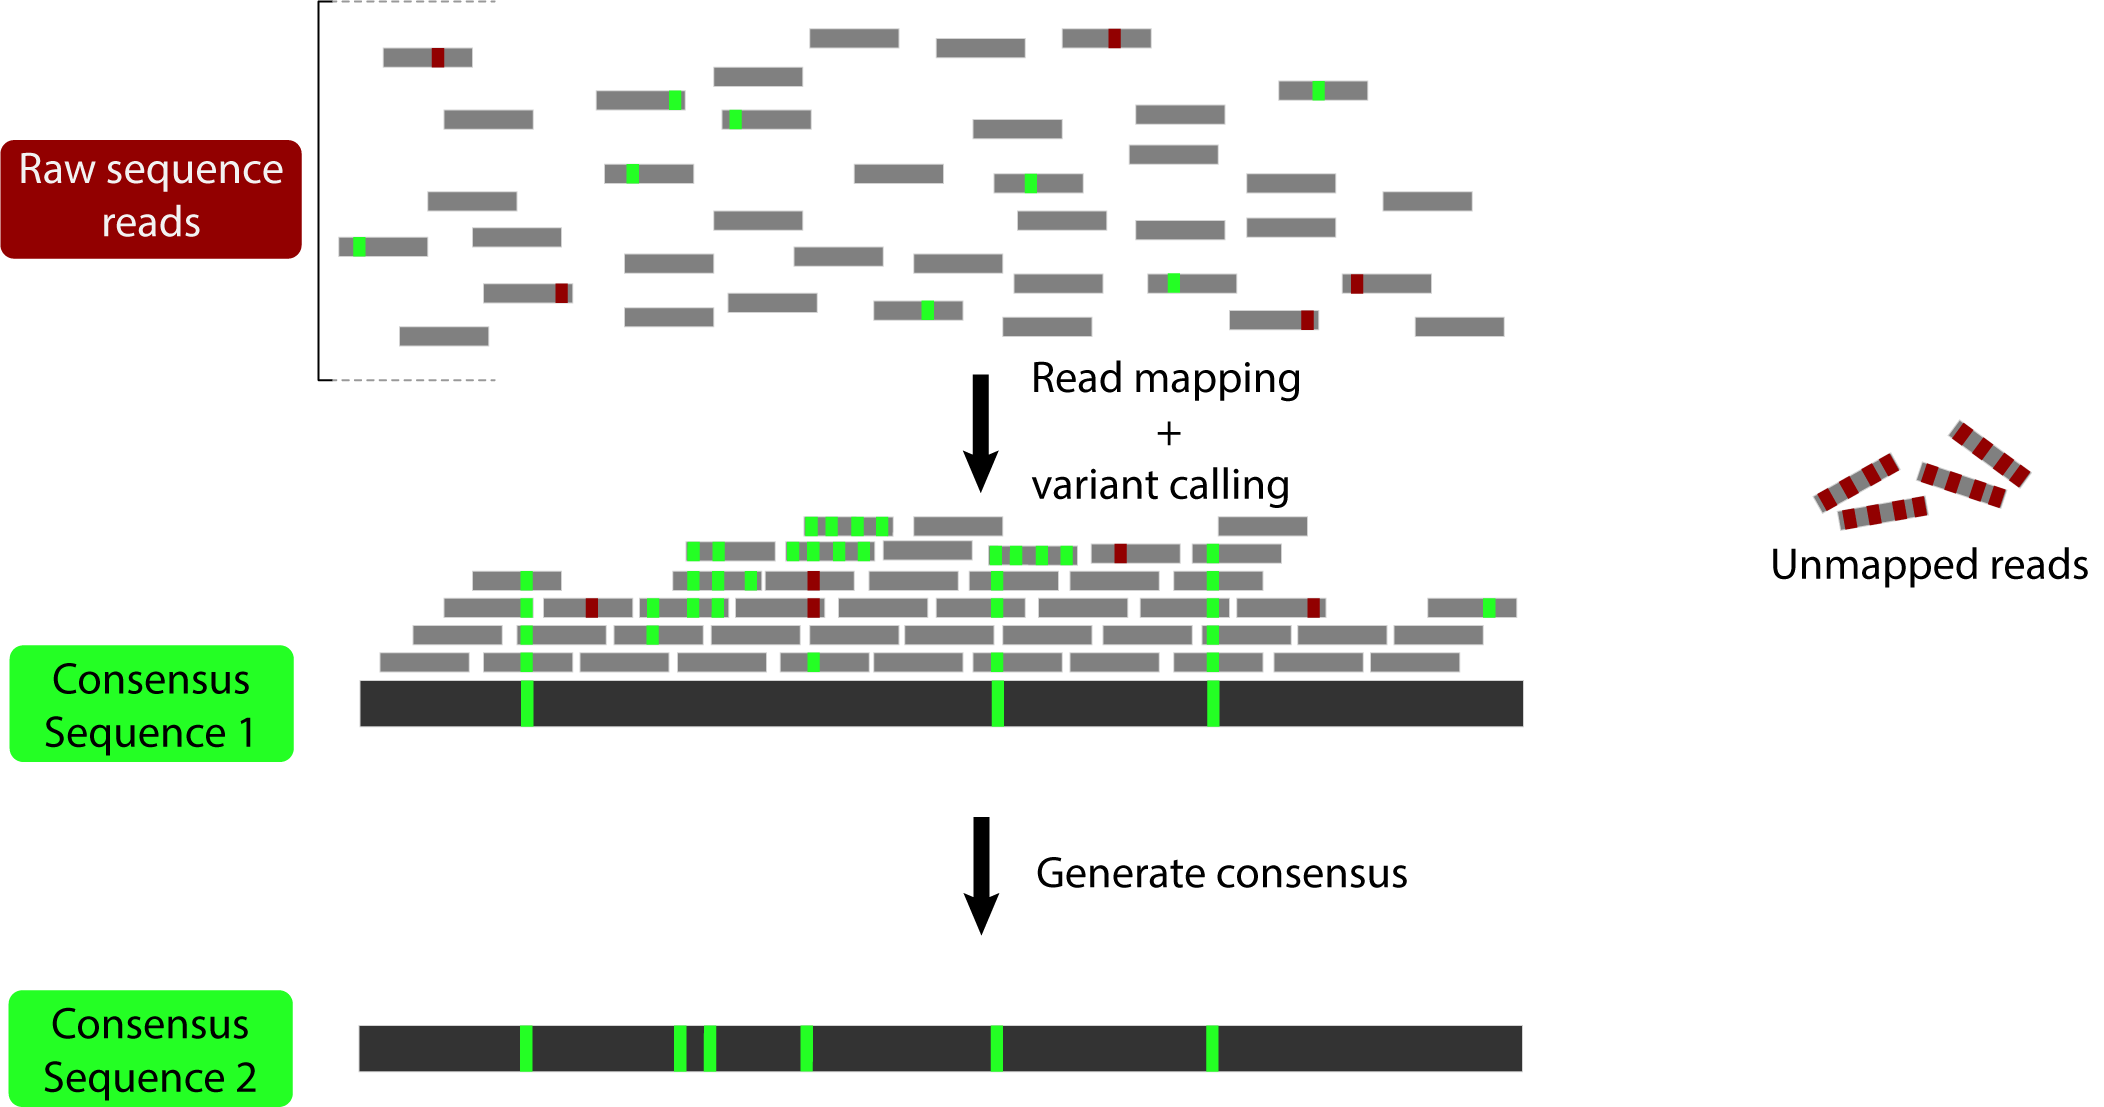 Raw sequence
reads
Read mapping
+
variant calling
Unmapped reads
Consensus
Sequence 1
Generate consensus
Consensus
Sequence 2